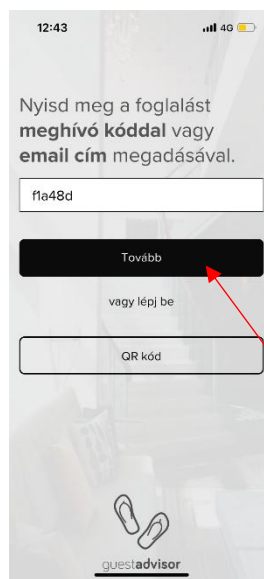 12:43
4G
Nyisd meg a foglalást
meghívó kóddal vagy
email cím megadásával.
f1a48d
Tovább
vagy lépj be
QR kód
guestadvisor